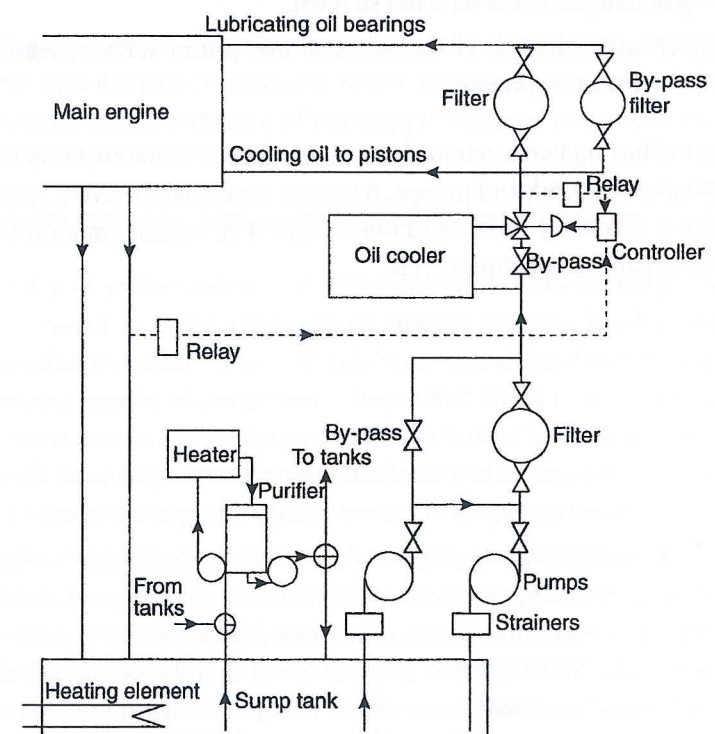 Lubricating oil bearings
Main engine
Filter
By-pass
filter
Cooling oil to pistons
Relay
Oil cooler
By-pass
Controller
Relay
By-pass
To tanks
Filter
Heater
Purifier
From
tanks
Pumps
Strainers
Heating element
Sump tank